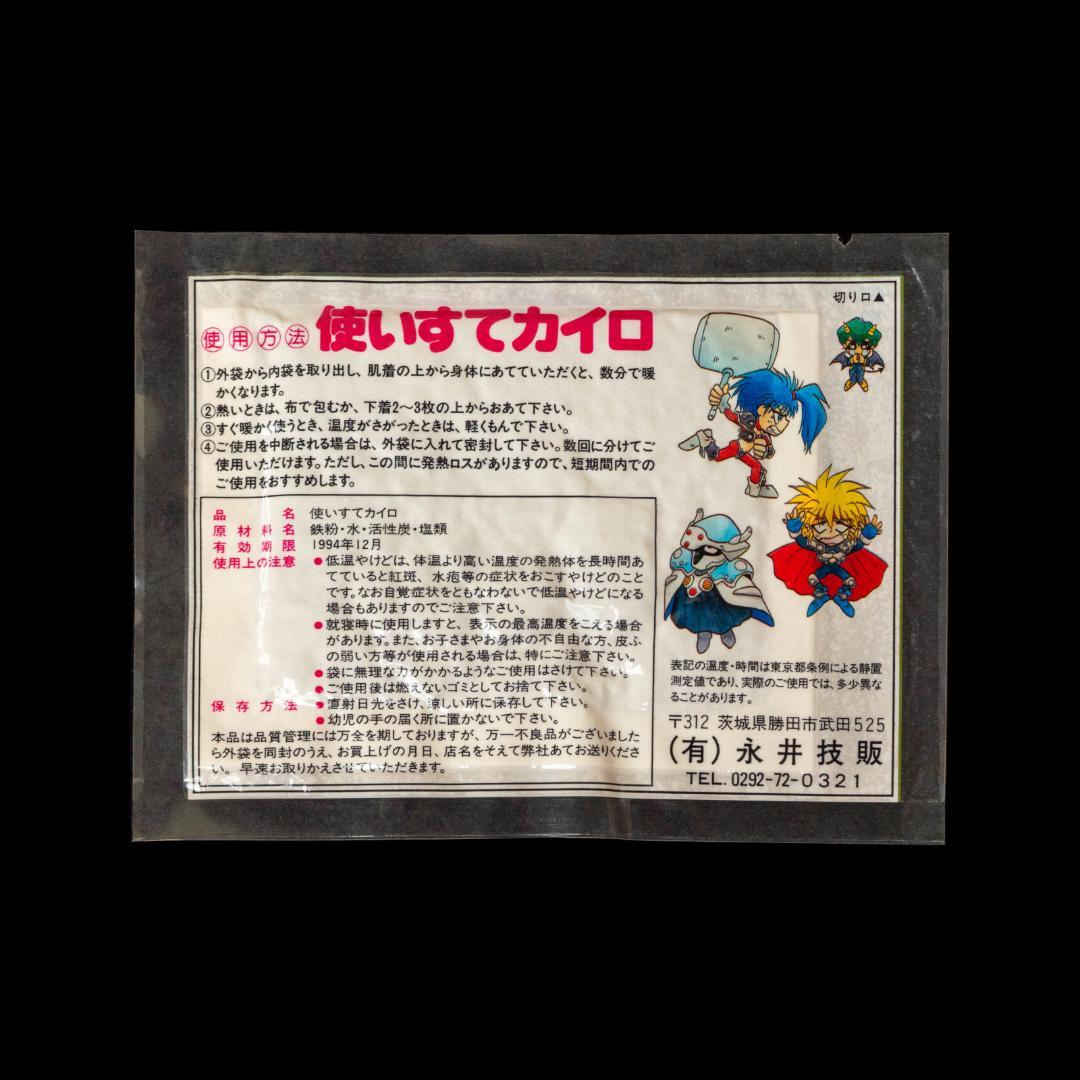 切り口▲
使用方法 使いすてカイロ
①外袋から内袋を取り出し、肌着の上から身体にあてていただくと、数分で暖
かくなります。
②熱いときは、布で包むか、下着2〜3枚の上からおあて下さい。
③すぐ暖かく使うとき、温度がさがったときは、軽くもんで下さい。
④ご使用を中断される場合は、外袋に入れて密封して下さい。数回に分けてご
使用いただけます。ただし、この間に発熱ロスがありますので、短期間内での
ご使用をおすすめします。
品名 使いすてカイロ
原材料名 鉄粉・水・活性炭・塩類
有効期限 1994年12月
使用上の注意 ●低温やけどは、体温より高い温度の発熱体を長時間あ
てていると紅斑、水疱等の症状をおこすやけどのこと
です。なお自覚症状をともなわないで低温やけどになる
場合もありますのでご注意下さい。
●就寝時に使用しますと、表示の最高温度をこえる場合
があります。また、お子さまやお身体の不自由な方、皮ふ
の弱い方等が使用される場合は、特にご注意下さい。
●袋に無理な力がかかるようなご使用はさけて下さい。
●ご使用後は燃えないゴミとしてお捨て下さい。
保存方法 ●直射日光をさけ、涼しい所に保存して下さい。
●幼児の手の届く所に置かないで下さい。
本品は品質管理には万全を期しておりますが、万一不良品がございました
ら外袋を同封のうえ、お買上げの月日、店名をそえて弊社あてお送りくださ
い。早速お取りかえさせていただきます。
表記の温度・時間は東京都条例による静置
測定値であり、実際のご使用では、多少異な
ることがあります。
〒312 茨城県勝田市武田525
(有)永井技販
TEL.0292-72-0321